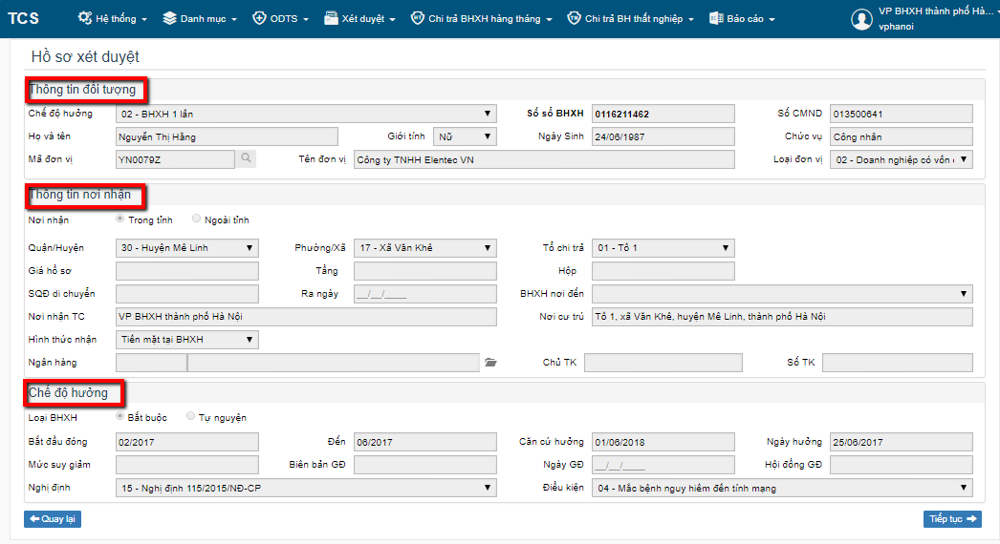 TCS Hệ thống Danh mục ODTS Xét duyệt Chi trả BHXH hàng tháng Chi trả BH thất nghiệp Báo cáo VP BHXH thành phố Hà...
vphanoi
Hồ sơ xét duyệt
Thông tin đối tượng
Chế độ hưởng 02 - BHXH 1 lần Số sổ BHXH 0116211462 Số CMND 013500641
Họ và tên Nguyễn Thị Hằng Giới tính Nữ Ngày Sinh 24/06/1987 Chức vụ Công nhân
Mã đơn vị YN0079Z Tên đơn vị Công ty TNHH Elentec VN Loại đơn vị 02 - Doanh nghiệp có vốn
Thông tin nơi nhận
Nơi nhận Trong tỉnh Ngoài tỉnh
Quận/Huyện 30 - Huyện Mê Linh Phường/Xã 17 - Xã Văn Khê Tổ chi trả 01 - Tổ 1
Giá hồ sơ Tầng Hộp
SQĐ di chuyển Ra ngày __/__/____ BHXH nơi đến
Nơi nhận TC VP BHXH thành phố Hà Nội Nơi cư trú Tổ 1, xã Văn Khê, huyện Mê Linh, thành phố Hà Nội
Hình thức nhận Tiền mặt tại BHXH
Ngân hàng Chủ TK Số TK
Chế độ hưởng
Loại BHXH Bắt buộc Tự nguyện
Bắt đầu đóng 02/2017 Đến 06/2017 Căn cứ hưởng 01/06/2018 Ngày hưởng 25/06/2017
Mức suy giảm Biên bản GĐ Ngày GĐ __/__/____ Hội đồng GĐ
Nghị định 15 - Nghị định 115/2015/NĐ-CP Điều kiện 04 - Mắc bệnh nguy hiểm đến tính mạng
Quay lại Tiếp tục